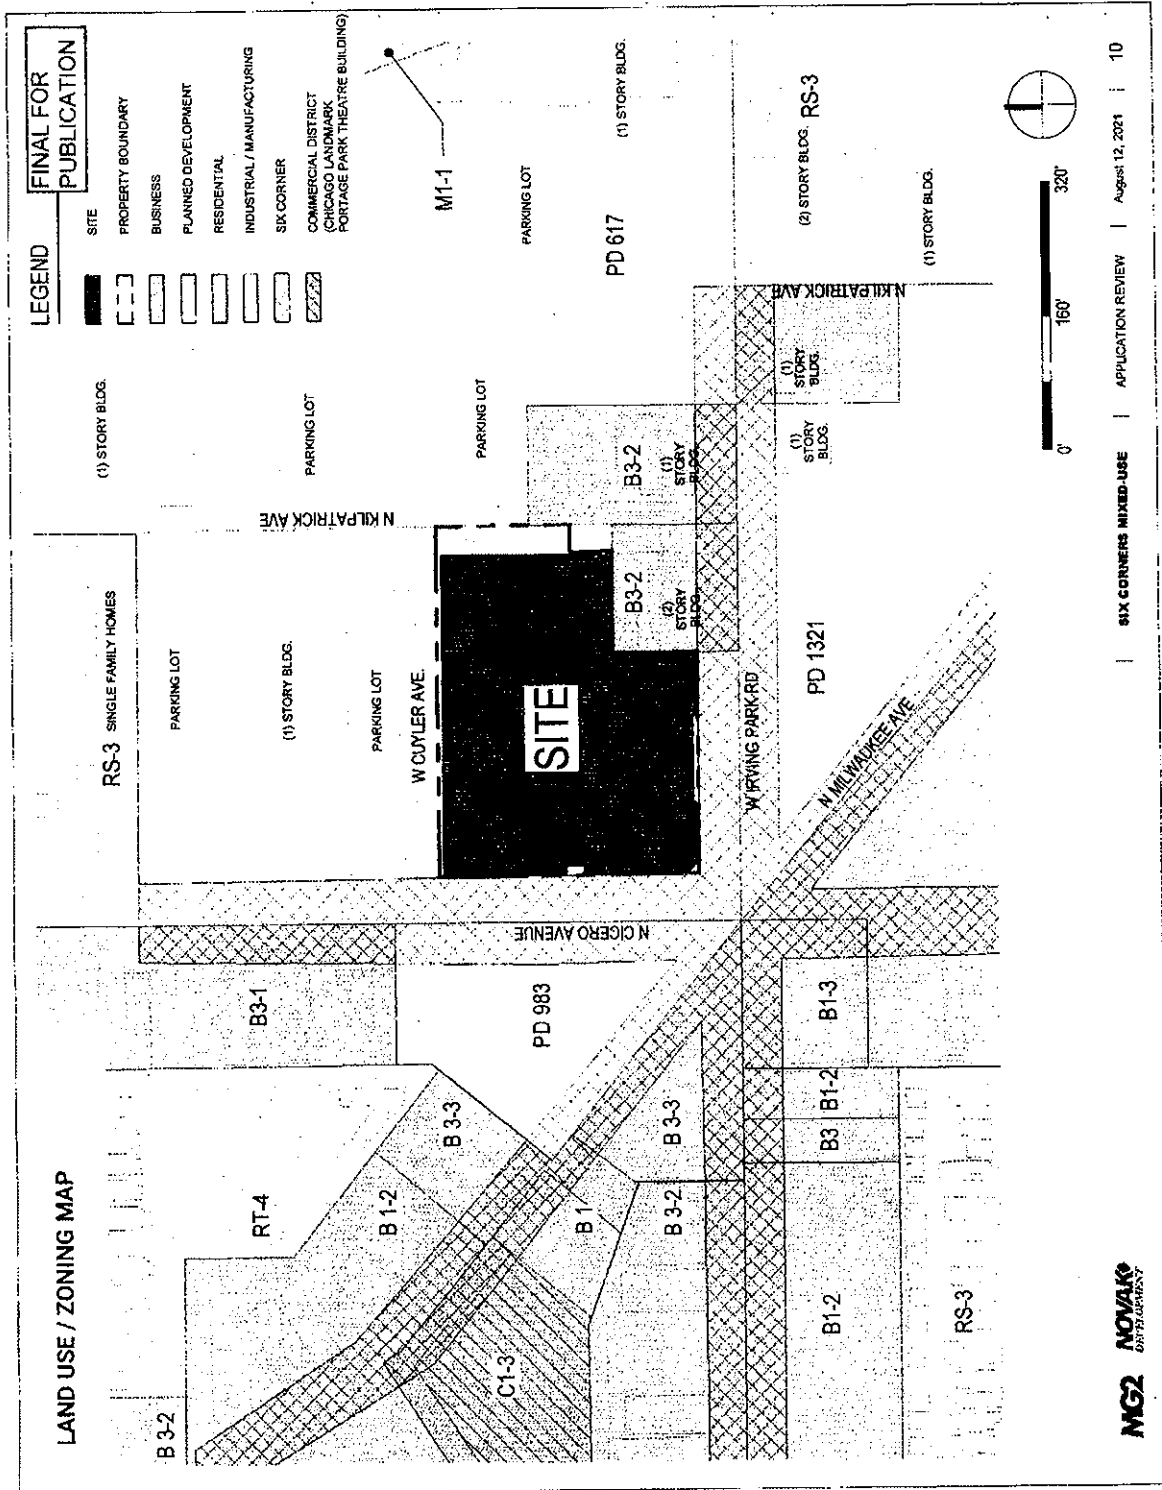 LAND USE / ZONING MAP
LEGEND
FINAL FOR
PUBLICATION
SITE
PROPERTY BOUNDARY
BUSINESS
PLANNED DEVELOPMENT
RESIDENTIAL
INDUSTRIAL / MANUFACTURING
SIX CORNER
COMMERCIAL DISTRICT
(CHICAGO LANDMARK
PORTAGE PARK THEATRE BUILDING)
RS-3 SINGLE FAMILY HOMES
(1) STORY BLDG.
PARKING LOT
B 3-2
RT-4
B3-1
(1) STORY BLDG.
PARKING LOT
N KILPATRICK AVE
PARKING LOT
M1-1
B 1-2
B 3-3
W CUYLER AVE.
PARKING LOT
PARKING LOT
C1-3
PD 983
N CICERO AVENUE
SITE
B 1-
B3-2
(2)
STORY
BLDG.
B3-2
(1)
STORY
BLDG.
PD 617
(1) STORY BLDG.
B 3-2
B 3-3
W IRVING PARK RD
N KILPATRICK AVE
(1)
STORY
BLDG.
(2) STORY BLDG. RS-3
B1-2
B3
B1-2
B1-3
N MILWAUKEE AVE
PD 1321
(1)
STORY
BLDG.
(1) STORY BLDG.
RS-3
0' 160' 320'
MG2 NOVAK
DEVELOPMENT
| SIX CORNERS MIXED-USE | APPLICATION REVIEW | August 12, 2021 | 10